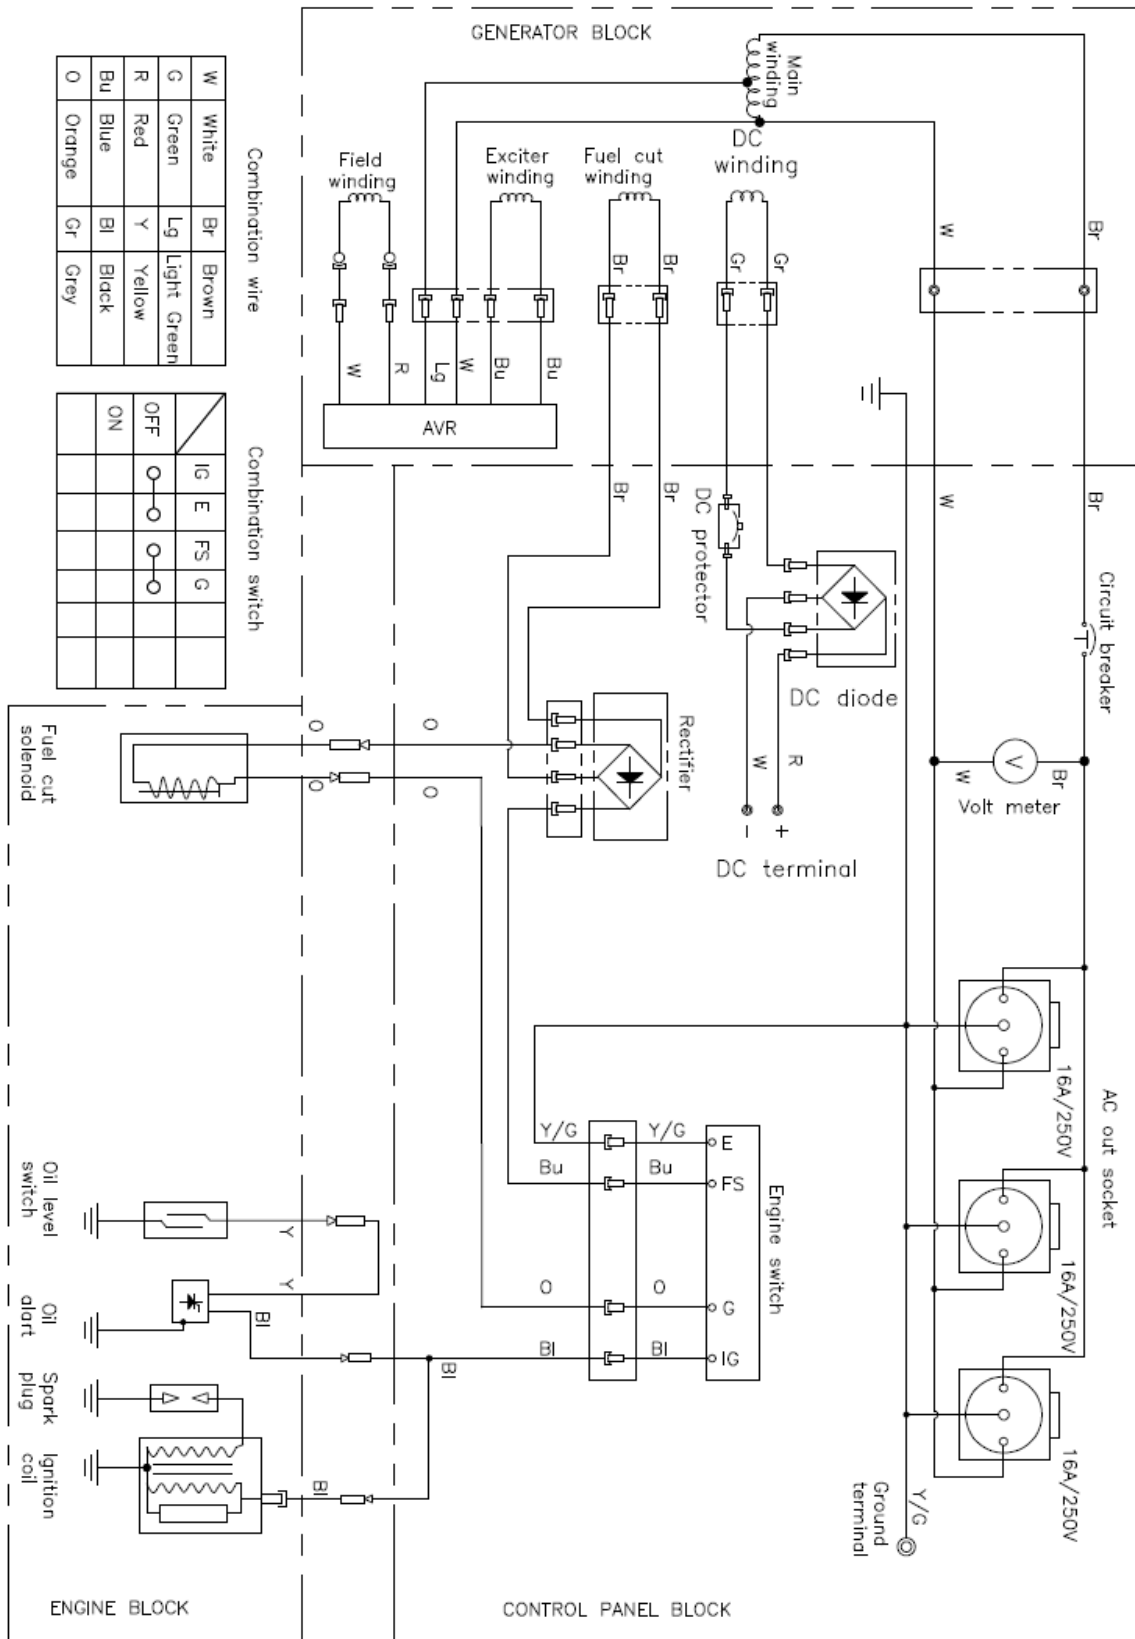 GENERATOR BLOCK
Main
winding
DC
winding
Field
winding
Exciter
winding
Fuel cut
winding
W
Br
Br
Br
Gr
Gr
W
R
Lg
W
Bu
Bu
AVR
Combination wire
W White Br Brown
G Green Lg Light Green
R Red Y Yellow
Bu Blue Bl Black
O Orange Gr Grey
Combination switch
IG E FS G
OFF
ON
Br
Br
DC protector
W
Br
Circuit breaker
DC diode
Rectifier
W
R
- +
DC terminal
W
V
Br
Volt meter
Fuel cut
solenoid
O
O
O
O
16A/250V
AC out socket
16A/250V
16A/250V
Y/G
Y/G
E
Bu
Bu
FS
O
O
G
Bl
Bl
IG
Engine switch
Oil level
switch
Y
Y
Oil
alart
Bl
Bl
Spark
plug
Ignition
coil
Bl
Y/G
Ground
terminal
ENGINE BLOCK
CONTROL PANEL BLOCK